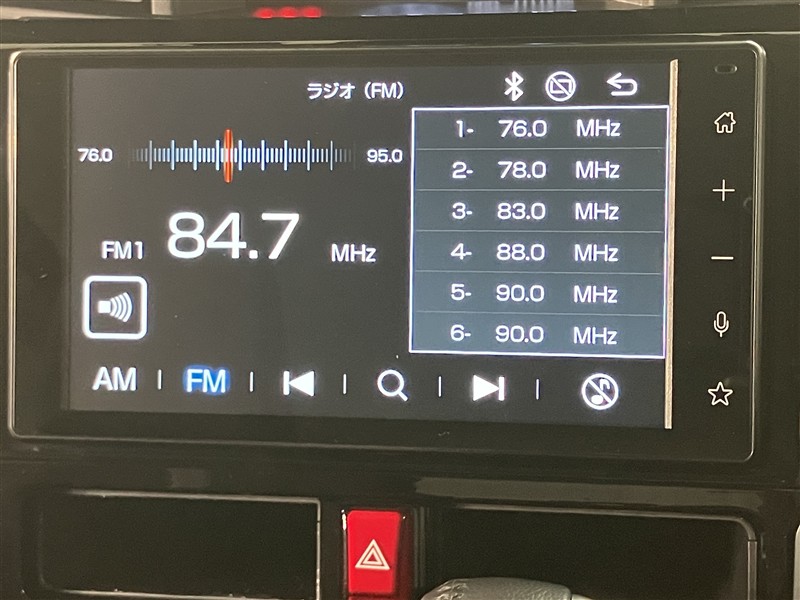 ラジオ（FM）
76.0 95.0
FM1 84.7 MHz
1- 76.0 MHz
2- 78.0 MHz
3- 83.0 MHz
4- 88.0 MHz
5- 90.0 MHz
6- 90.0 MHz
AM FM